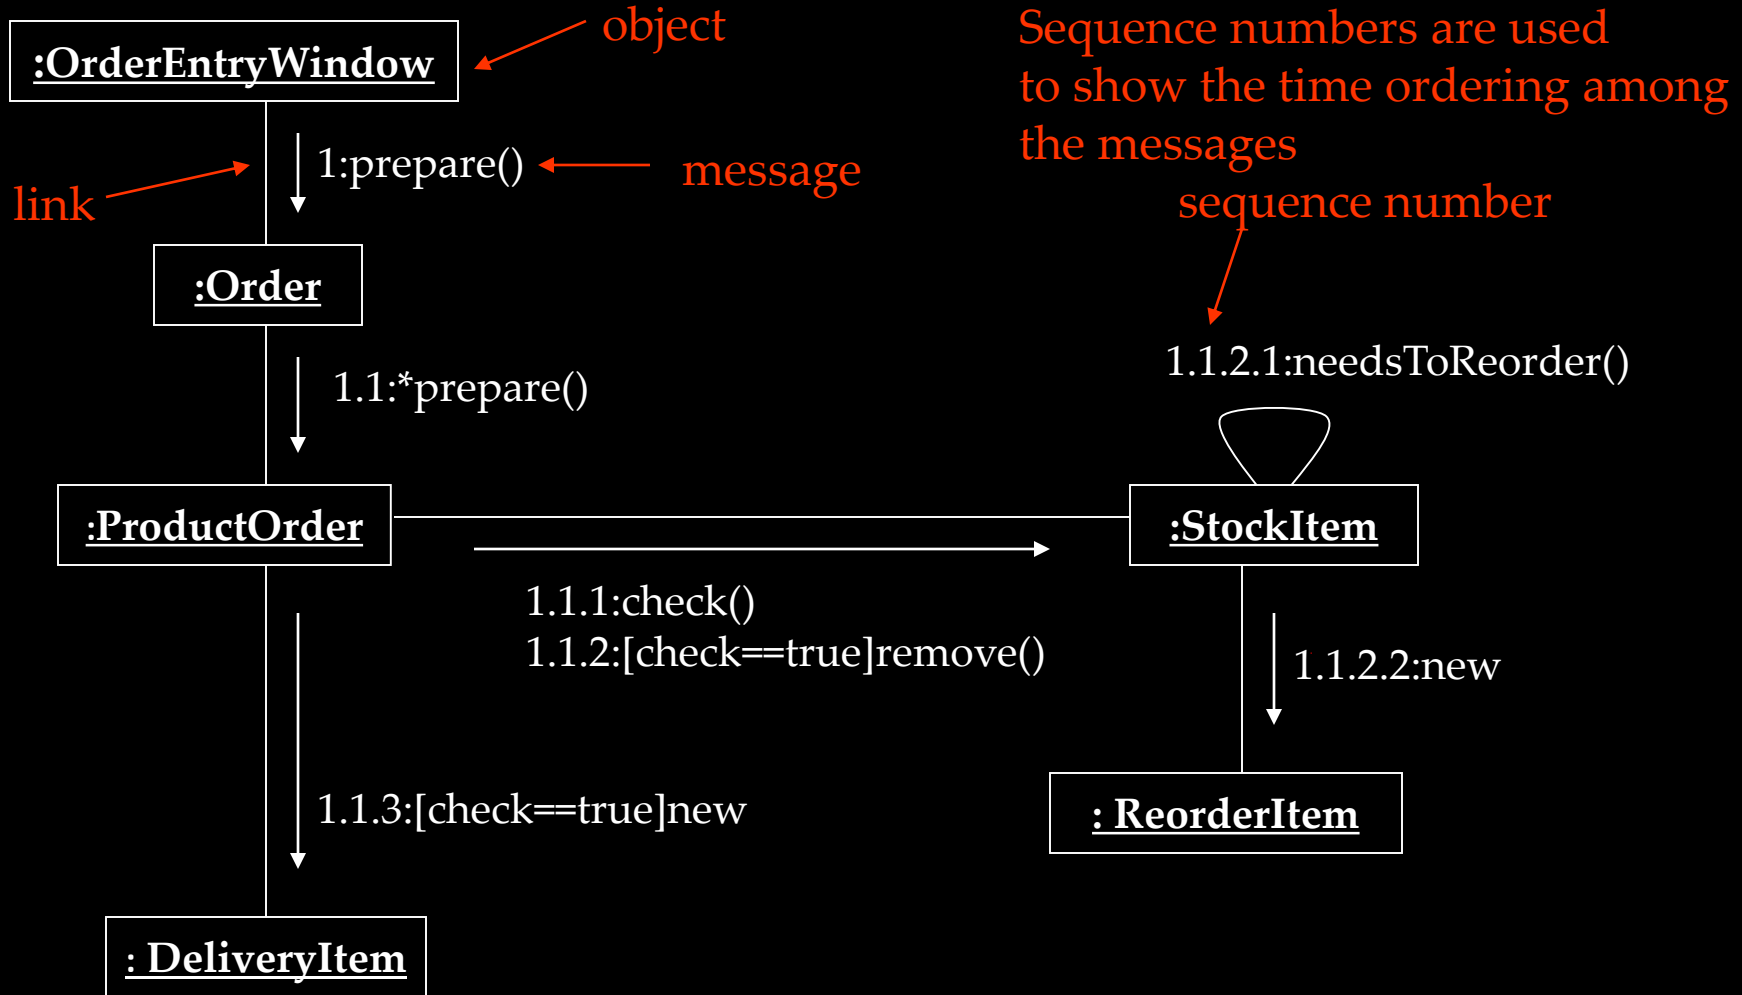 :OrderEntryWindow
object
Sequence numbers are used
to show the time ordering among
the messages
1:prepare()
message
link
sequence number
:Order
1.1:*prepare()
1.1.2.1:needsToReorder()
:ProductOrder
:StockItem
1.1.1:check()
1.1.2:[check==true]remove()
1.1.2.2:new
1.1.3:[check==true]new
: ReorderItem
: DeliveryItem